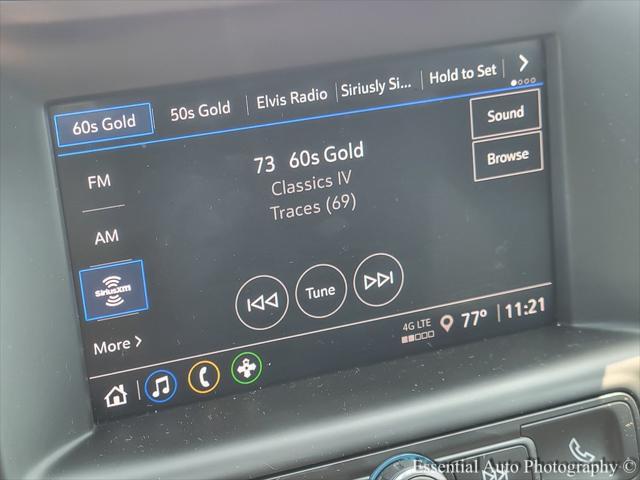 60s Gold 50s Gold Elvis Radio Siriusly Si... Hold to Set
Sound
Browse
73 60s Gold
Classics IV
Traces (69)
FM
AM
SiriusXM
More
Tune
4G LTE 77° 11:21
Essential Auto Photography ©